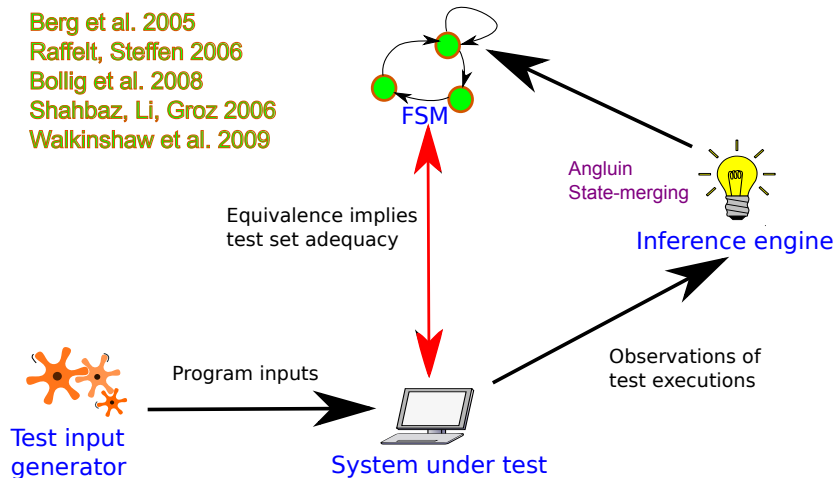 Berg et al. 2005
Raffelt, Steffen 2006
Bollig et al. 2008
Shahbaz, Li, Groz 2006
Walkinshaw et al. 2009
FSM
Angluin
State-merging
Equivalence implies
test set adequacy
Inference engine
Program inputs
Observations of
test executions
Test input
generator
System under test